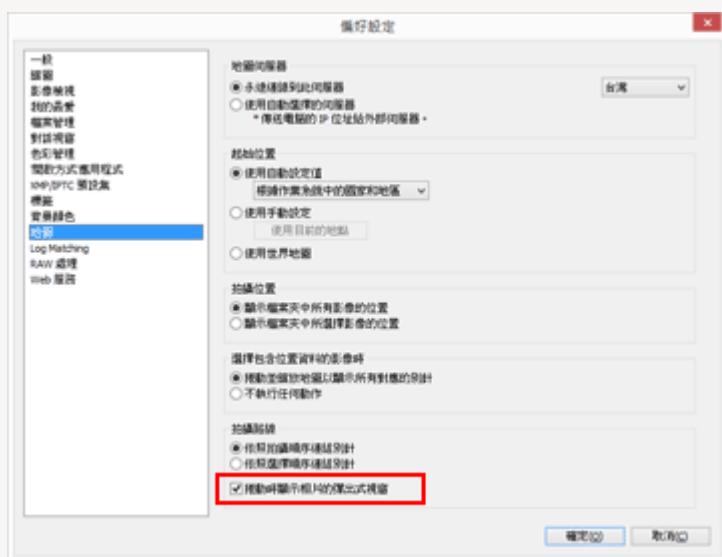 偏好設定
一般
縮圖
影像檢視
我的最愛
檔案管理
對話視窗
色彩管理
開啟方式應用程式
XMP/IPTC 預設集
標籤
背景顏色
地圖
Log Matching
RAW 處理
Web 服務
地圖伺服器
永遠連線到此伺服器
台灣
使用自動選擇的伺服器
*傳送電腦的 IP 位址給外部伺服器。
起始位置
使用自動設定值
根據作業系統中的國家和地區
使用手動設定
使用目前的地點
使用世界地圖
拍攝位置
顯示檔案夾中所有影像的位置
顯示檔案夾中所選擇影像的位置
選擇包含位置資料的影像時
捲動並縮放地圖以顯示所有對應的別針
不執行任何動作
拍攝路線
依照拍攝順序連結別針
依照選擇順序連結別針
捲動時顯示相片的彈出式視窗
確定(O)
取消(C)